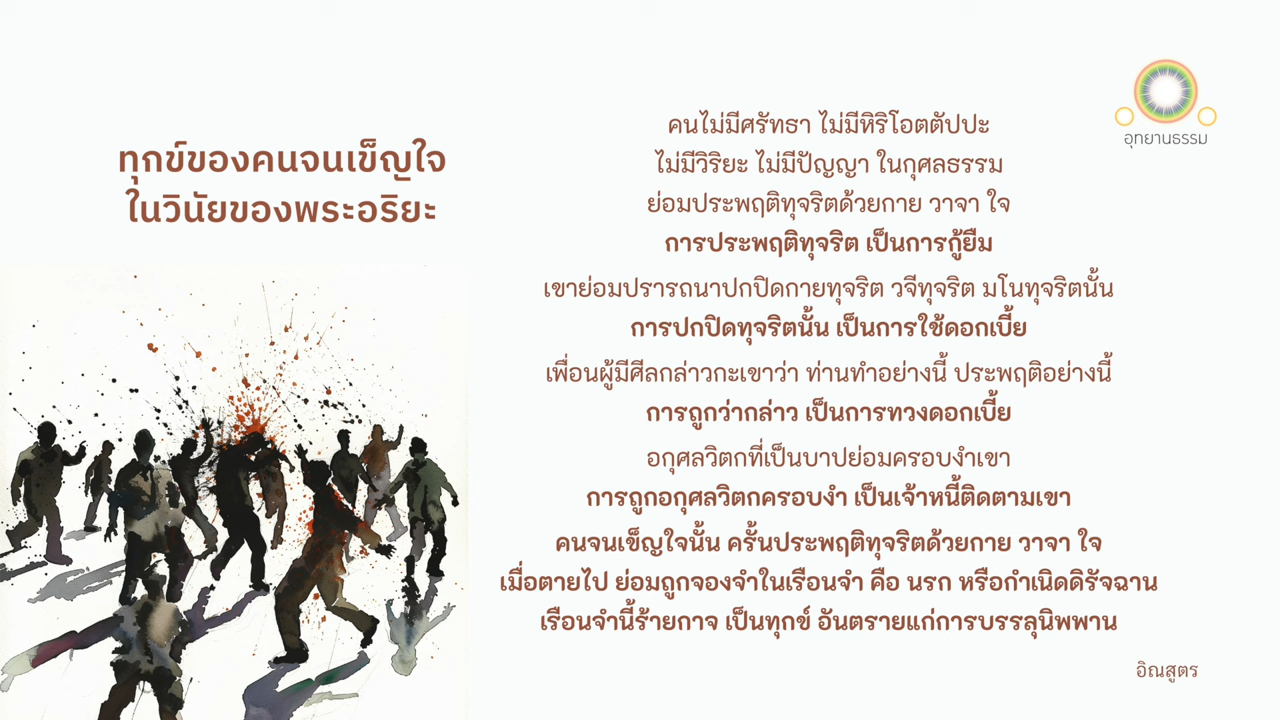 ทุกข์ของคนจนเข็ญใจ
ในวินัยของพระอริยะ
คนไม่มีศรัทธา ไม่มีหิริโอตตัปปะ
ไม่มีวิริยะ ไม่มีปัญญา ในกุศลธรรม
ย่อมประพฤติทุจริตด้วยกาย วาจา ใจ
การประพฤติทุจริต เป็นการกู้ยืม
เขาย่อมปรารถนาปกปิดกายทุจริต วจีทุจริต มโนทุจริตนั้น
การปกปิดทุจริตนั้น เป็นการใช้ดอกเบี้ย
เพื่อนผู้มีศีลกล่าวกะเขาว่า ท่านทำอย่างนี้ ประพฤติอย่างนี้
การถูกว่ากล่าว เป็นการทวงดอกเบี้ย
อกุศลวิตกที่เป็นบาปย่อมครอบงำเขา
การถูกอกุศลวิตกครอบงำ เป็นเจ้าหนี้ติดตามเขา
คนจนเข็ญใจนั้น ครั้นประพฤติทุจริตด้วยกาย วาจา ใจ
เมื่อตายไป ย่อมถูกจองจำในเรือนจำ คือ นรก หรือกำเนิดดิรัจฉาน
เรือนจำนี้ร้ายกาจ เป็นทุกข์ อันตรายแก่การบรรลุนิพพาน
อิณสูตร
อุทยานธรรม